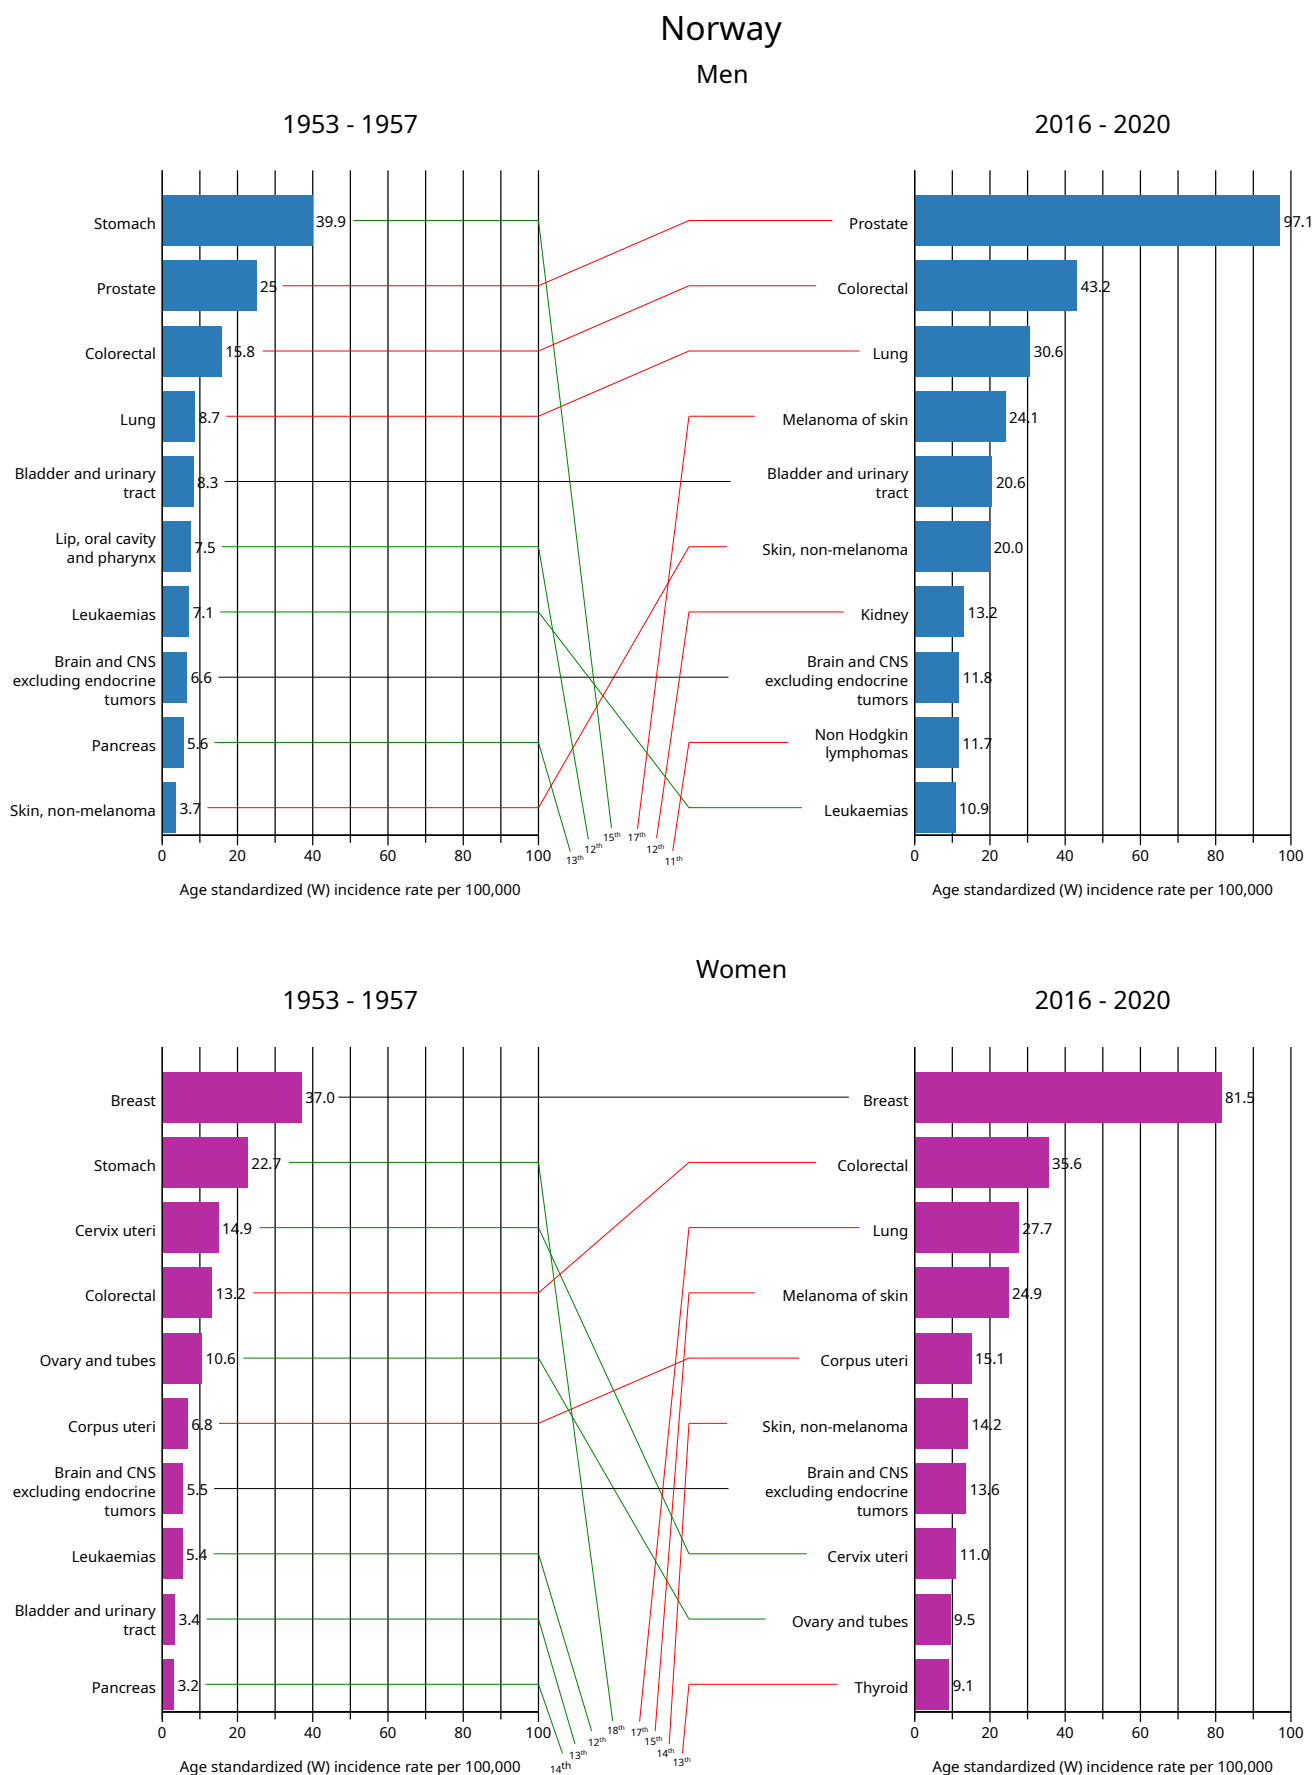 Norway
Men
1953 - 1957
2016 - 2020
Stomach
39.9
Prostate
25
Colorectal
15.8
Lung
8.7
Bladder and urinary
tract
8.3
Lip, oral cavity
and pharynx
7.5
Leukaemias
7.1
Brain and CNS
excluding endocrine
tumors
6.6
Pancreas
5.6
Skin, non-melanoma
3.7
0 20 40 60 80 100
Age standardized (W) incidence rate per 100,000
13th
12th
15th
17th
12th
11th
Prostate
97.1
Colorectal
43.2
Lung
30.6
Melanoma of skin
24.1
Bladder and urinary
tract
20.6
Skin, non-melanoma
20.0
Kidney
13.2
Brain and CNS
excluding endocrine
tumors
11.8
Non Hodgkin
lymphomas
11.7
Leukaemias
10.9
0 20 40 60 80 100
Age standardized (W) incidence rate per 100,000
Women
1953 - 1957
2016 - 2020
Breast
37.0
Stomach
22.7
Cervix uteri
14.9
Colorectal
13.2
Ovary and tubes
10.6
Corpus uteri
6.8
Brain and CNS
excluding endocrine
tumors
5.5
Leukaemias
5.4
Bladder and urinary
tract
3.4
Pancreas
3.2
0 20 40 60 80 100
Age standardized (W) incidence rate per 100,000
14th
13th
12th
18th
17th
15th
14th
13th
Breast
81.5
Colorectal
35.6
Lung
27.7
Melanoma of skin
24.9
Corpus uteri
15.1
Skin, non-melanoma
14.2
Brain and CNS
excluding endocrine
tumors
13.6
Cervix uteri
11.0
Ovary and tubes
9.5
Thyroid
9.1
0 20 40 60 80 100
Age standardized (W) incidence rate per 100,000